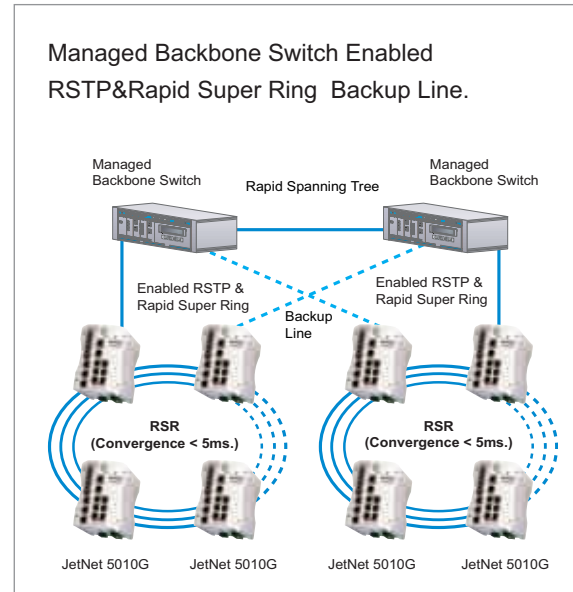 Managed Backbone Switch Enabled
RSTP&Rapid Super Ring Backup Line.
Managed
Backbone Switch
Rapid Spanning Tree
Managed
Backbone Switch
Enabled RSTP &
Rapid Super Ring
Backup
Line
Enabled RSTP &
Rapid Super Ring
RSR
(Convergence < 5ms.)
RSR
(Convergence < 5ms.)
JetNet 5010G
JetNet 5010G
JetNet 5010G
JetNet 5010G